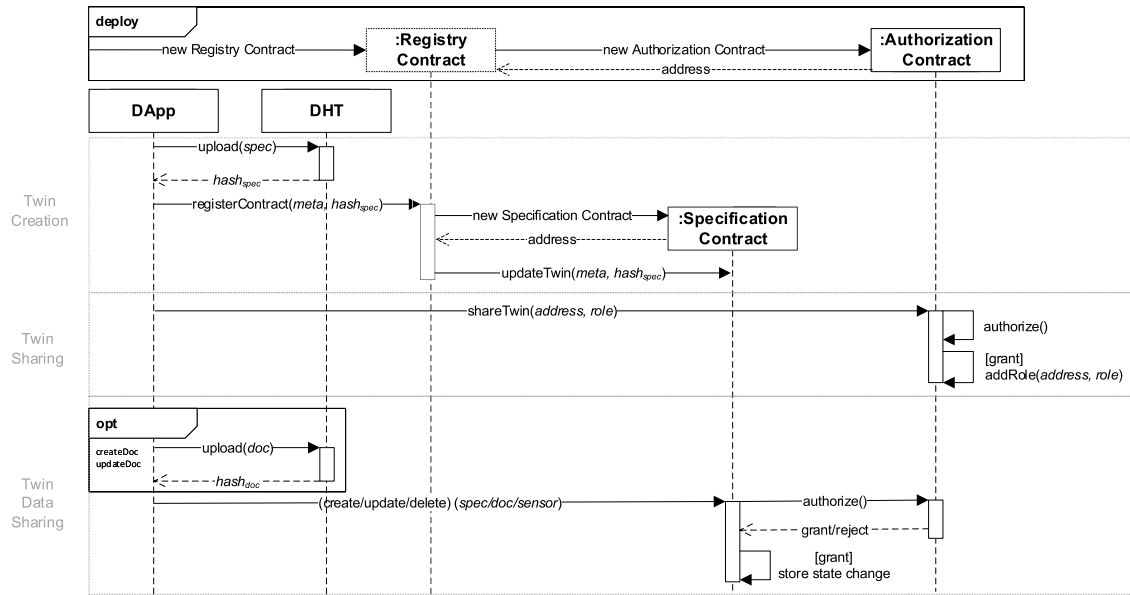 deploy
new Registry Contract
:Registry
Contract
new Authorization Contract
address
:Authorization
Contract
DApp
DHT
Twin
Creation
upload(spec)
hashspec
registerContract(meta, hashspec)
new Specification Contract
address
:Specification
Contract
updateTwin(meta, hashspec)
Twin
Sharing
shareTwin(address, role)
authorize()
[grant]
addRole(address, role)
Twin
Data
Sharing
opt
createDoc
updateDoc
upload(doc)
hashdoc
(create/update/delete) (spec/doc/sensor)
authorize()
grant/reject
[grant]
store state change